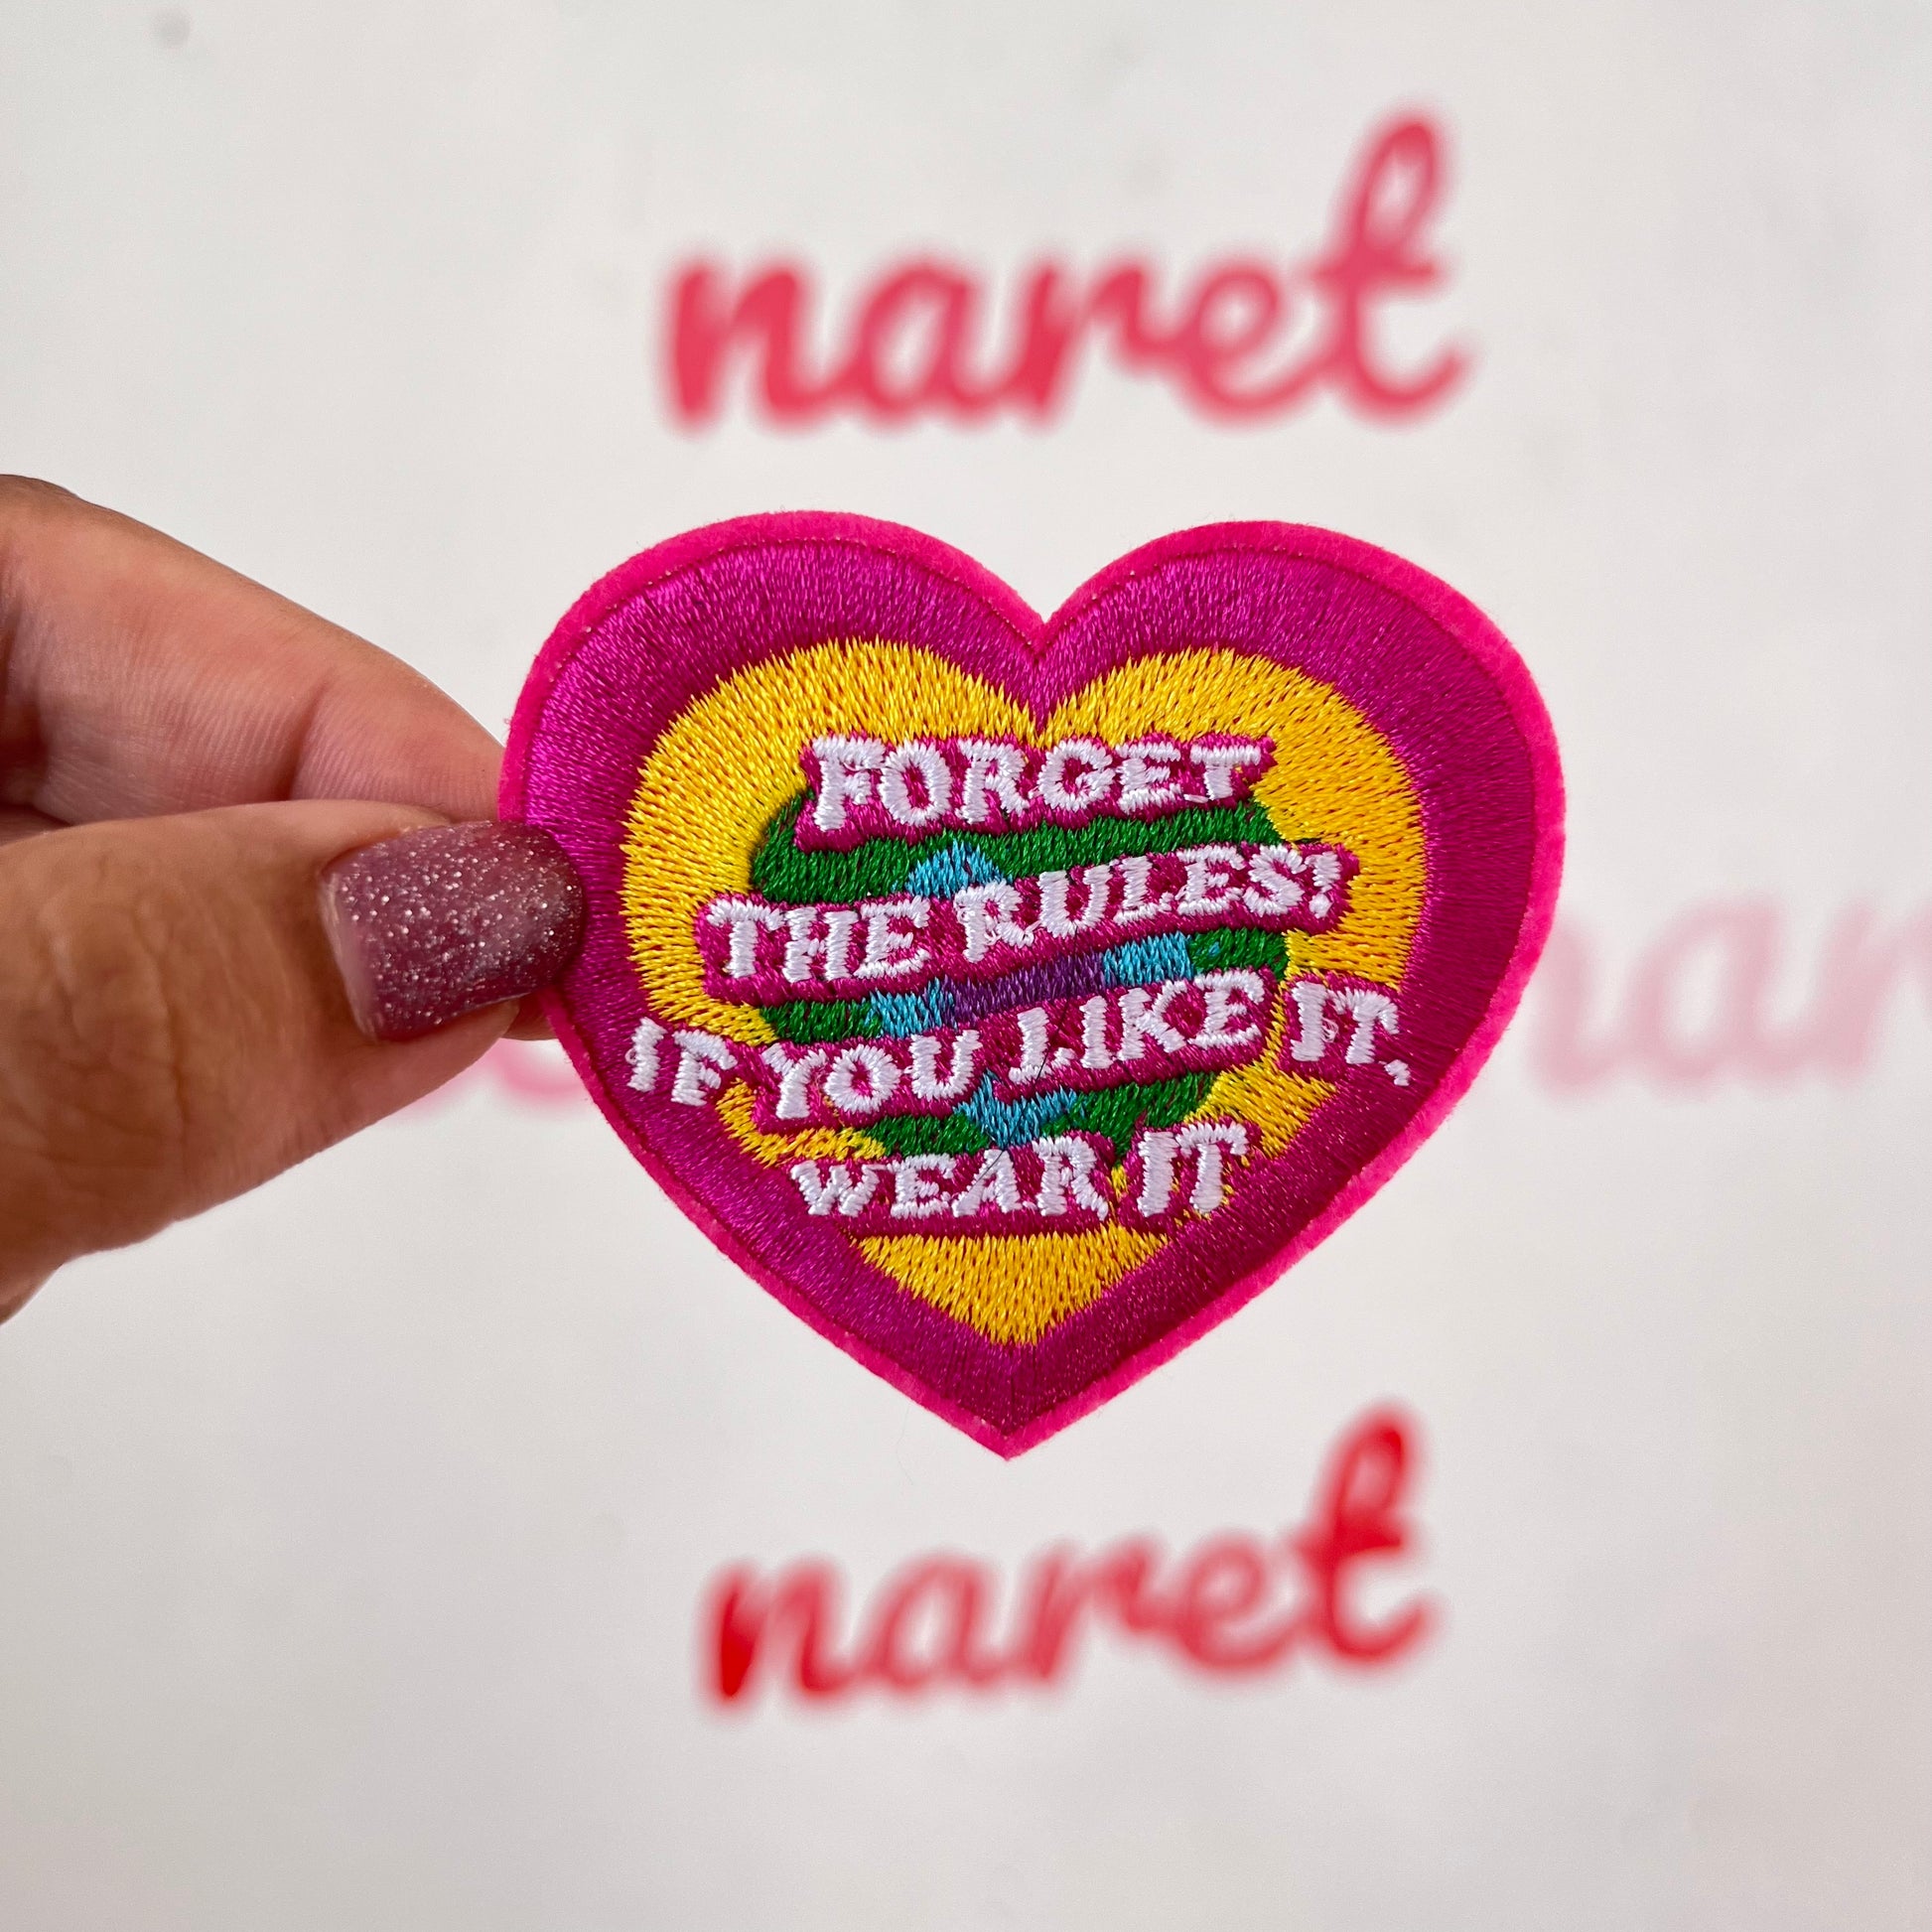 naret
FORGET
THE RULES!
IF YOU LIKE IT,
WEAR IT
naret